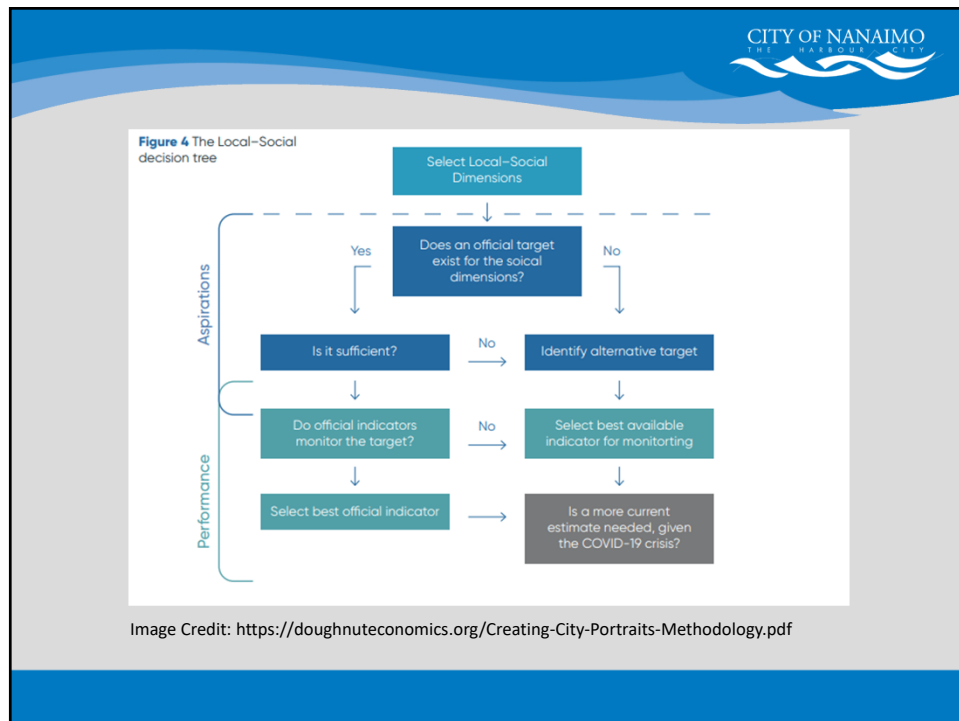 CITY OF NANAIMO
THE HARBOUR CITY
Figure 4 The Local–Social
decision tree
Select Local–Social
Dimensions
Does an official target
exist for the soical
dimensions?
Yes
No
Aspirations
Is it sufficient?
No
Identify alternative target
Do official indicators
monitor the target?
No
Select best available
indicator for monitorting
Performance
Select best official indicator
Is a more current
estimate needed, given
the COVID-19 crisis?
Image Credit: https://doughnuteconomics.org/Creating-City-Portraits-Methodology.pdf